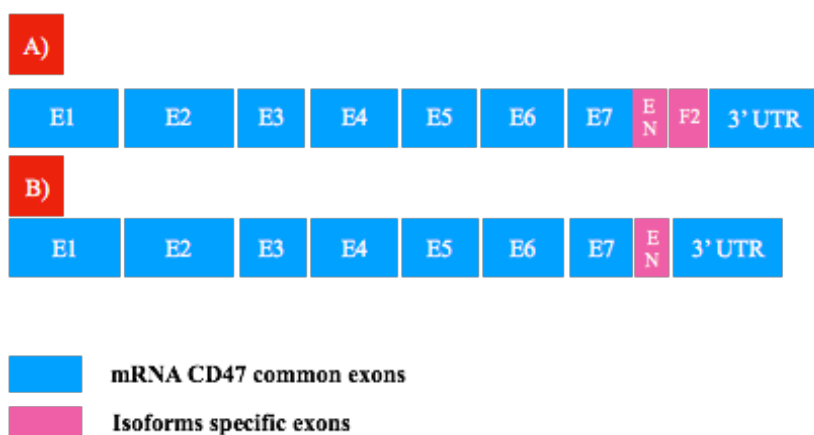 A)
E1 E2 E3 E4 E5 E6 E7 E N F2 3' UTR
B)
E1 E2 E3 E4 E5 E6 E7 E N 3' UTR
mRNA CD47 common exons
Isoforms specific exons